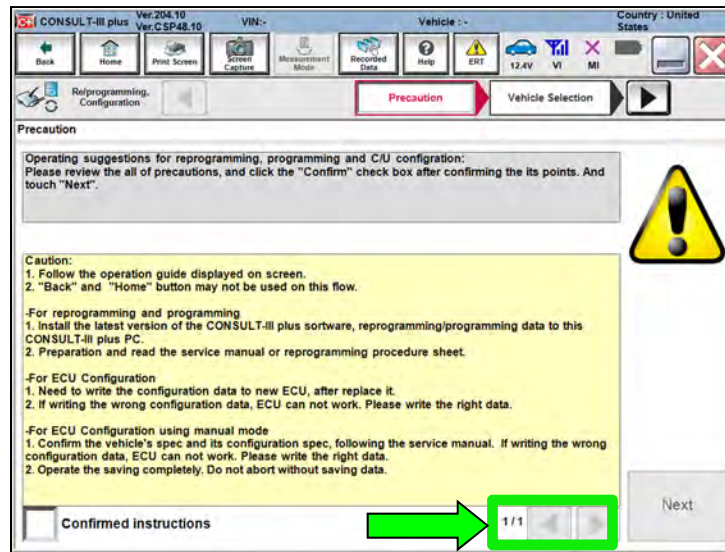 CONSULT-III plus Ver.204.10 Ver.CSP48.10 VIN:- Vehicle : - Country : United States
Back Home Print Screen Screen Capture Measurement Mode Recorded Data Help ERT 12.4V VI MI
Re/programming, Configuration Precaution Vehicle Selection
Precaution
Operating suggestions for reprogramming, programming and C/U configration:
Please review the all of precautions, and click the "Confirm" check box after confirming the its points. And
touch "Next".
Caution:
1. Follow the operation guide displayed on screen.
2. "Back" and "Home" button may not be used on this flow.
-For reprogramming and programming
1. Install the latest version of the CONSULT-III plus sortware, reprogramming/programming data to this
CONSULT-III plus PC.
2. Preparation and read the service manual or reprogramming procedure sheet.
-For ECU Configuration
1. Need to write the configuration data to new ECU, after replace it.
2. If writing the wrong configuration data, ECU can not work. Please write the right data.
-For ECU Configuration using manual mode
1. Confirm the vehicle's spec and its configuration spec, following the service manual. If writing the wrong
configuration data, ECU can not work. Please write the right data.
2. Operate the saving completely. Do not abort without saving data.
Confirmed instructions
1/1
Next